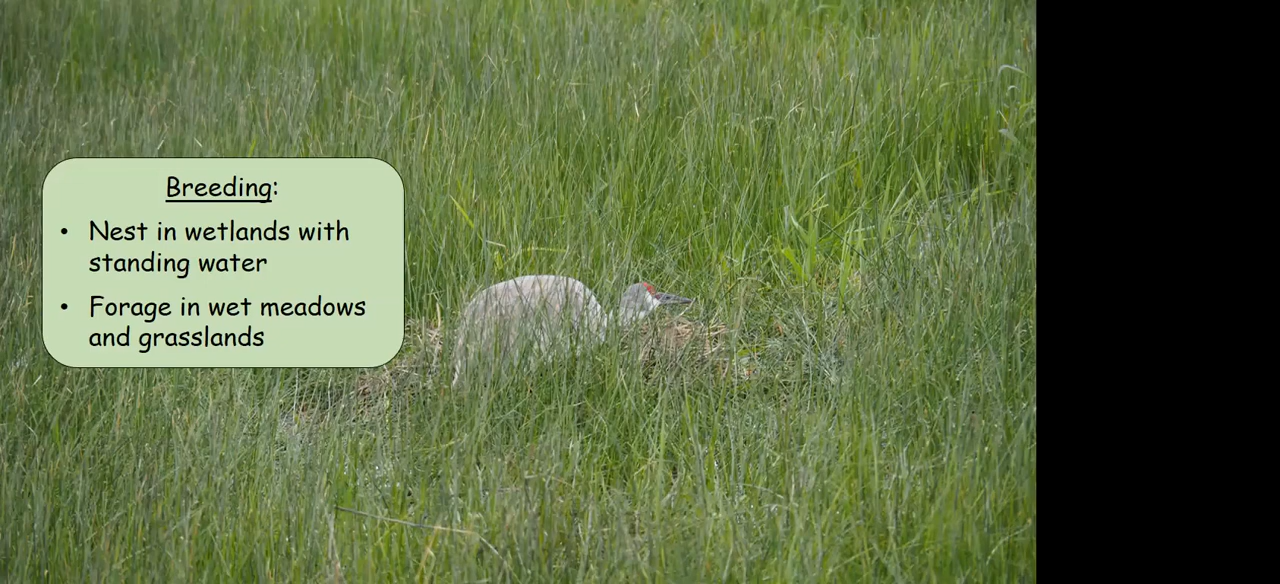 Breeding:
• Nest in wetlands with
standing water
• Forage in wet meadows
and grasslands